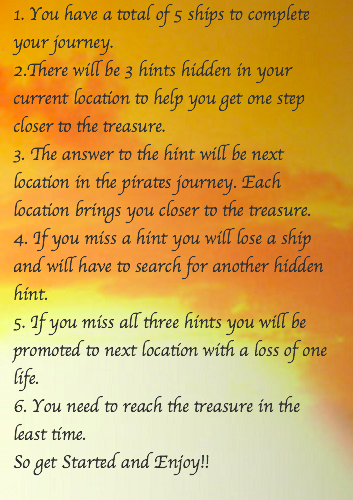 1. You have a total of 5 ships to complete
your journey.
2.There will be 3 hints hidden in your
current location to help you get one step
closer to the treasure.
3. The answer to the hint will be next
location in the pirates journey. Each
location brings you closer to the treasure.
4. If you miss a hint you will lose a ship
and will have to search for another hidden
hint.
5. If you miss all three hints you will be
promoted to next location with a loss of one
life.
6. You need to reach the treasure in the
least time.
So get Started and Enjoy!!